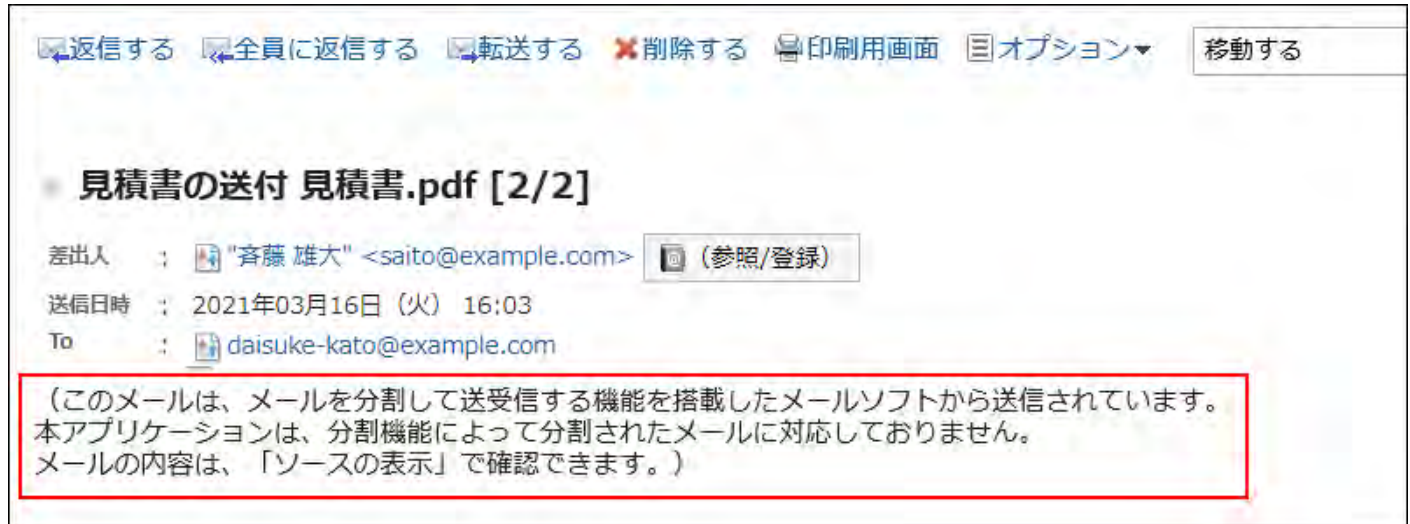 返信する 全員に返信する 転送する 削除する 印刷用画面 オプション 移動する
見積書の送付 見積書.pdf [2/2]
差出人 : "斉藤 雄大" <saito@example.com> (参照/登録)
送信日時 : 2021年03月16日（火） 16:03
To : daisuke-kato@example.com
（このメールは、メールを分割して送受信する機能を搭載したメールソフトから送信されています。
本アプリケーションは、分割機能によって分割されたメールに対応しておりません。
メールの内容は、「ソースの表示」で確認できます。）